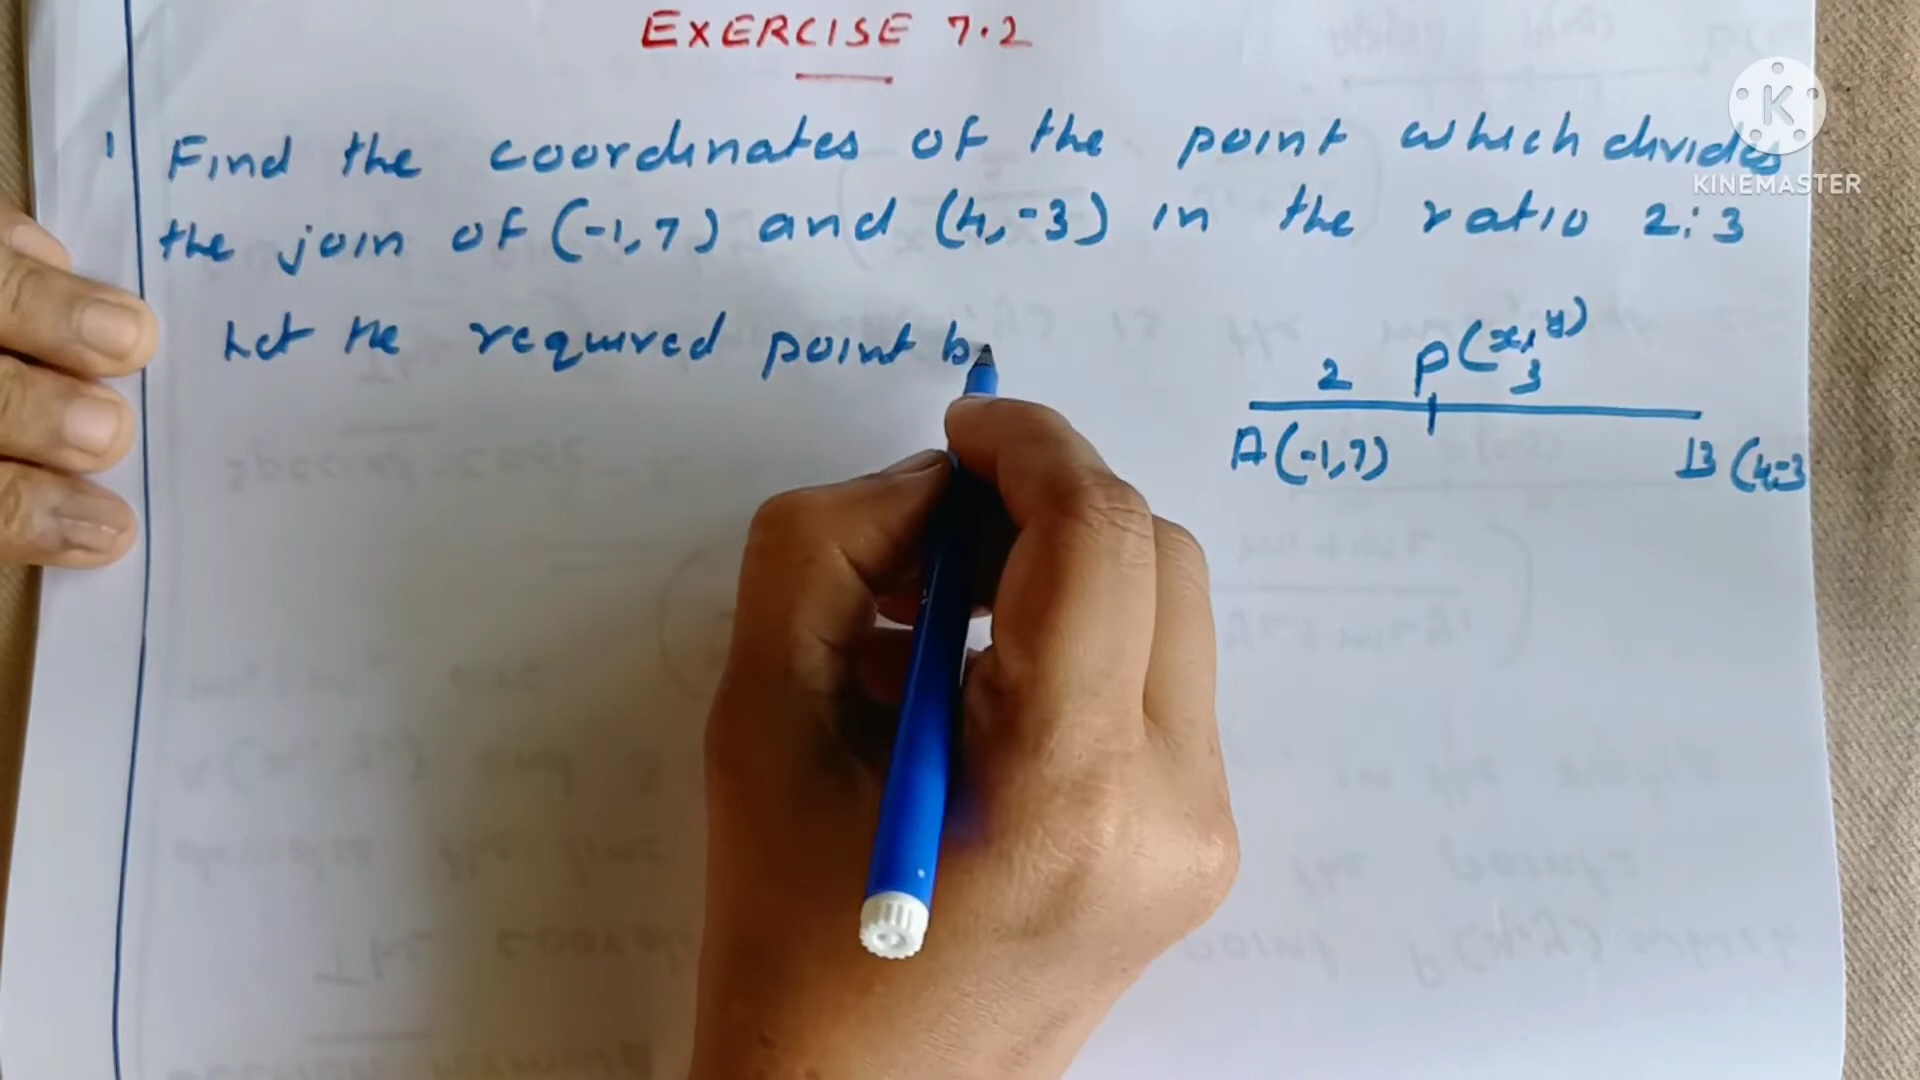 EXERCISE 7.2
1 Find the coordinates of the point which divides
the join of (-1,7) and (4,-3) in the ratio 2:3
Let the required point b
P(x,y)
2 3
A(-1,7) B(4,-3
KINEMASTER